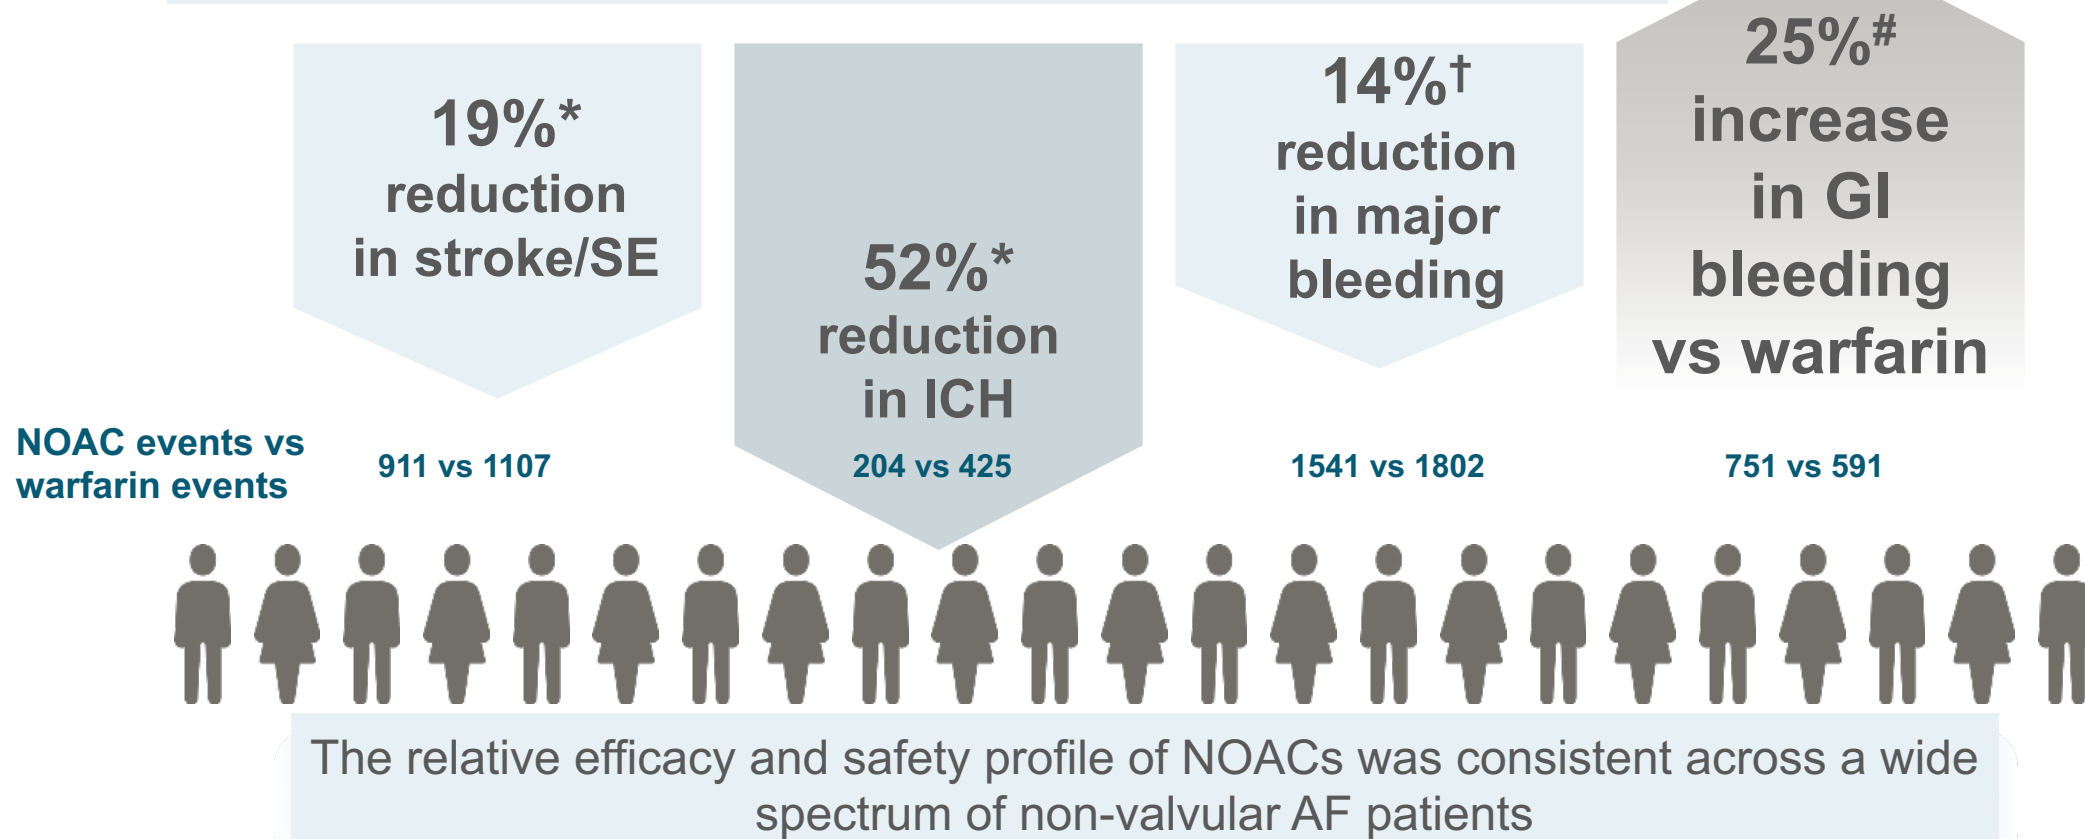 19%*
reduction
in stroke/SE
52%*
reduction
in ICH
14%†
reduction
in major
bleeding
25%#
increase
in GI
bleeding
vs warfarin
NOAC events vs
warfarin events
911 vs 1107
204 vs 425
1541 vs 1802
751 vs 591
The relative efficacy and safety profile of NOACs was consistent across a wide
spectrum of non-valvular AF patients